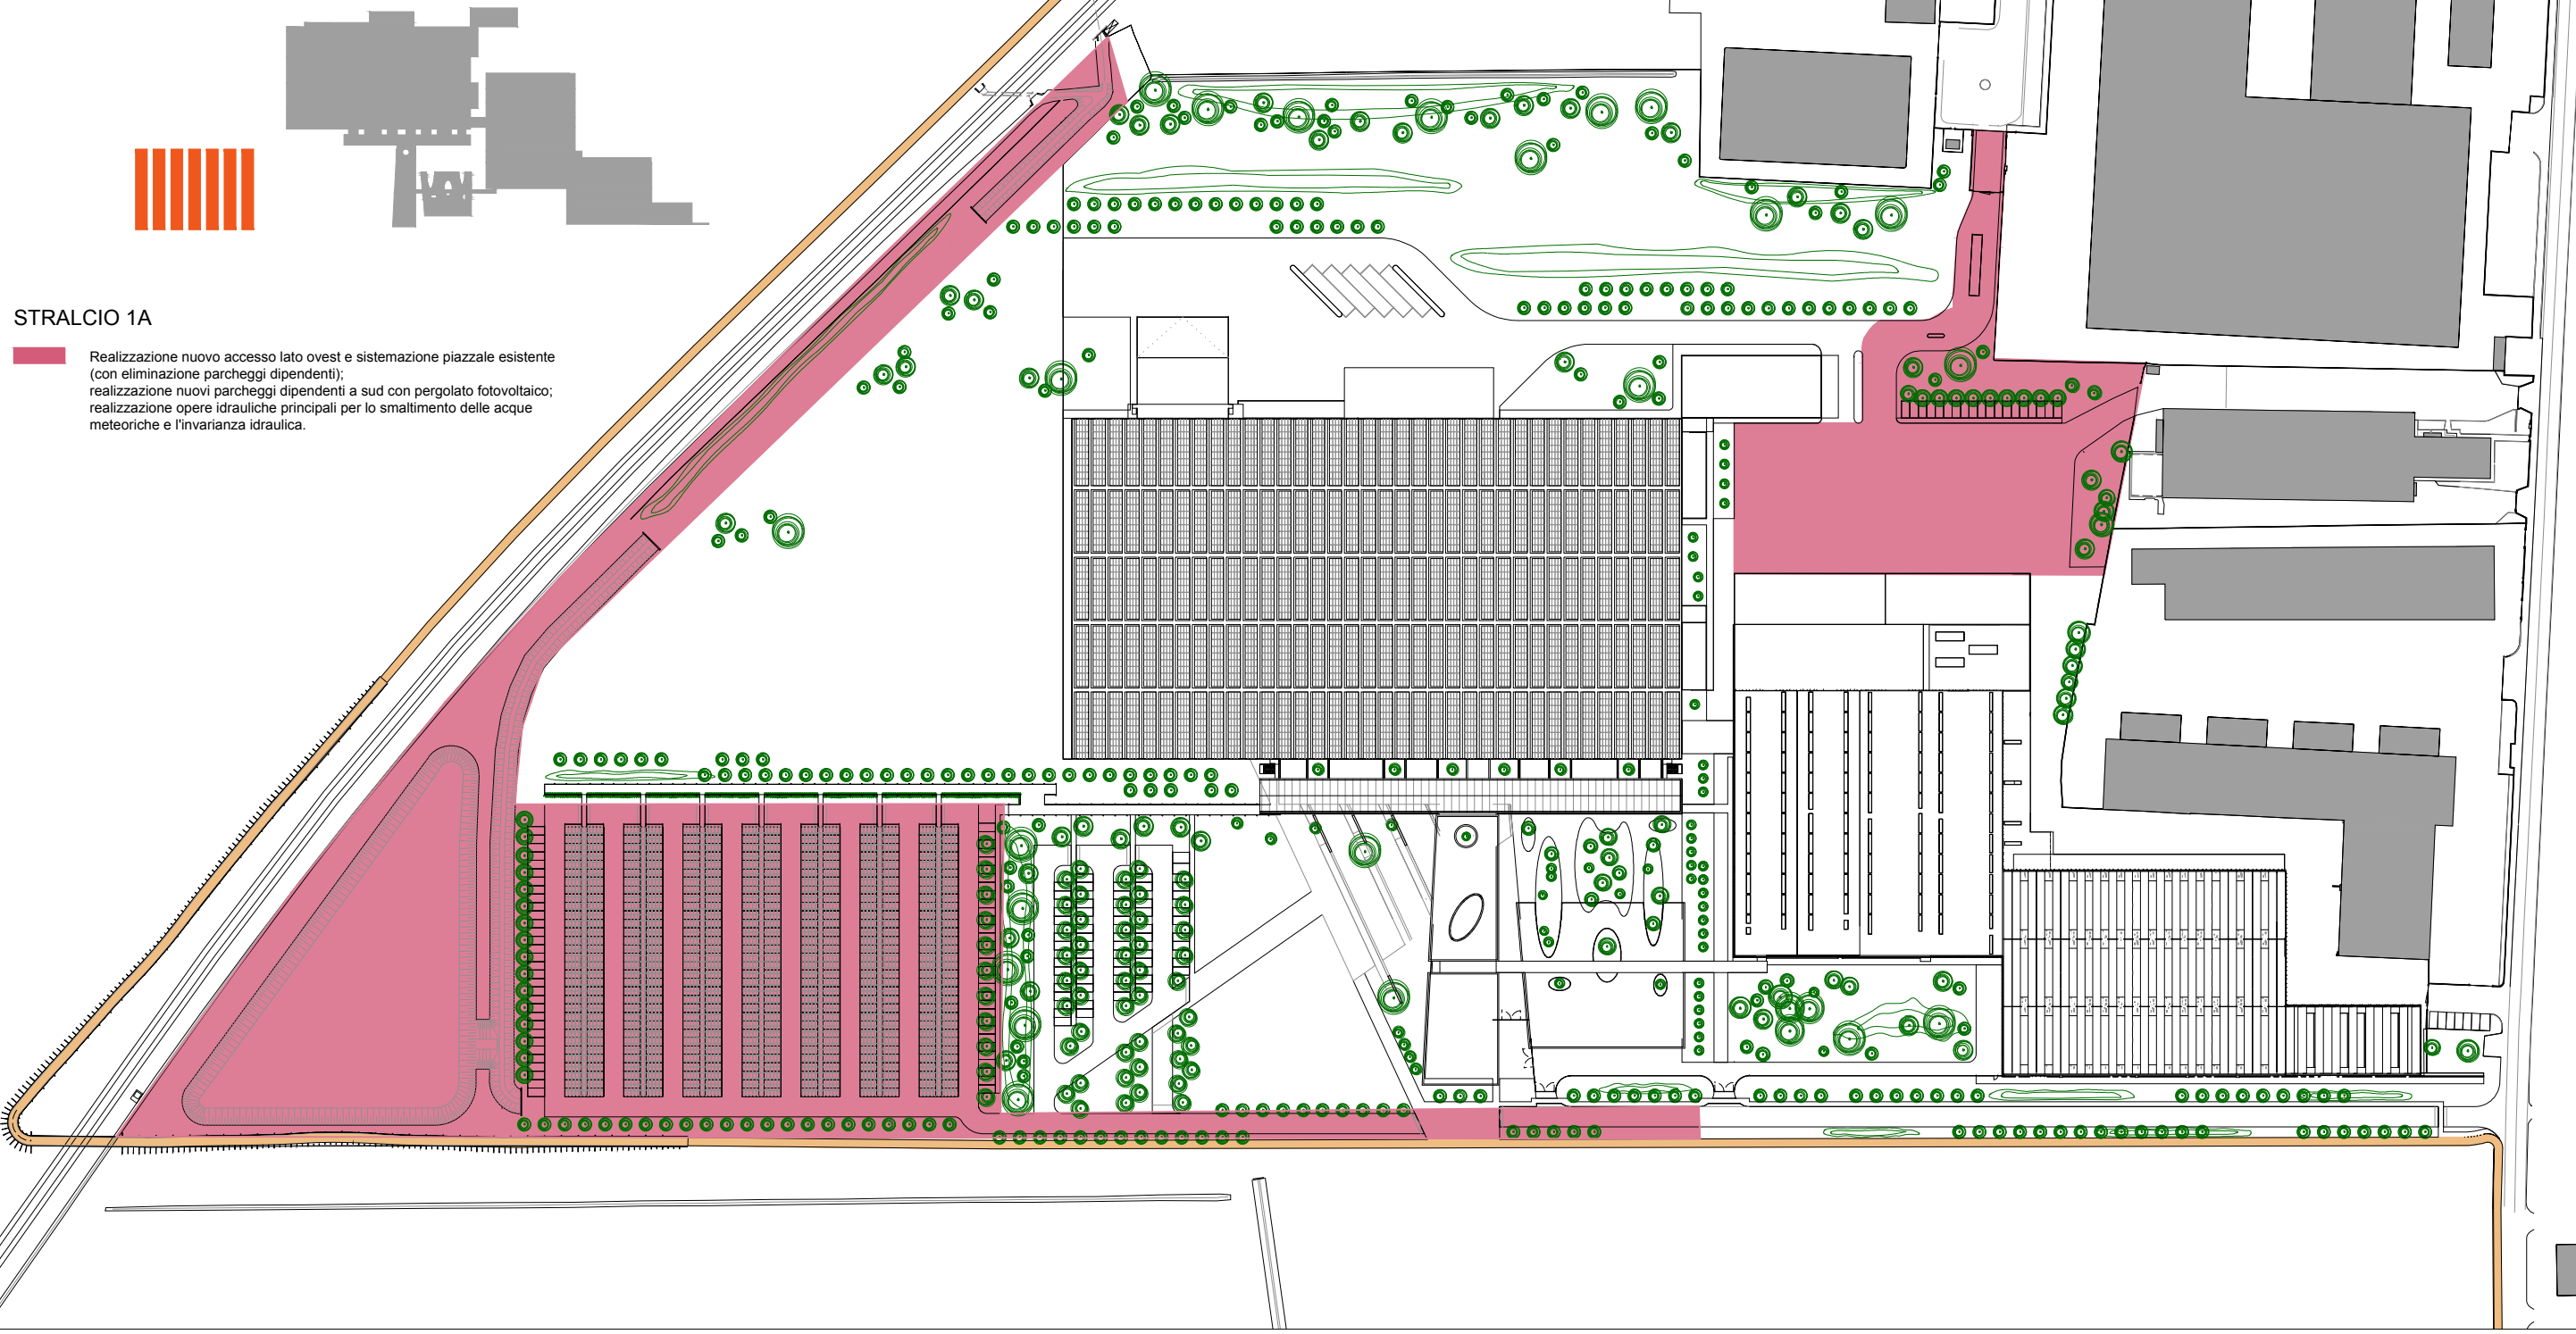 STRALCIO 1A
Realizzazione nuovo accesso lato ovest e sistemazione piazzale esistente
(con eliminazione parcheggi dipendenti);
realizzazione nuovi parcheggi dipendenti a sud con pergolato fotovoltaico;
realizzazione opere idrauliche principali per lo smaltimento delle acque
meteoriche e l'invarianza idraulica.